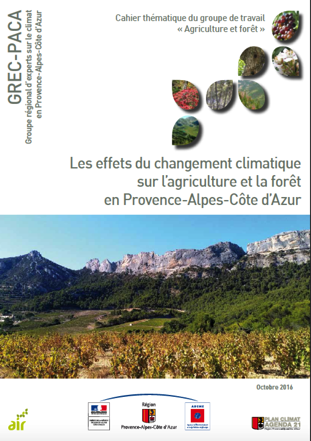 GREC-PACA
Groupe régional d'experts sur le climat
en Provence-Alpes-Côte d'Azur
Cahier thématique du groupe de travail
« Agriculture et forêt »
Les effets du changement climatique
sur l'agriculture et la forêt
en Provence-Alpes-Côte d'Azur
Octobre 2016
air
Région
Provence-Alpes-Côte d'Azur
ADEME
PLAN CLIMAT
AGENDA 21